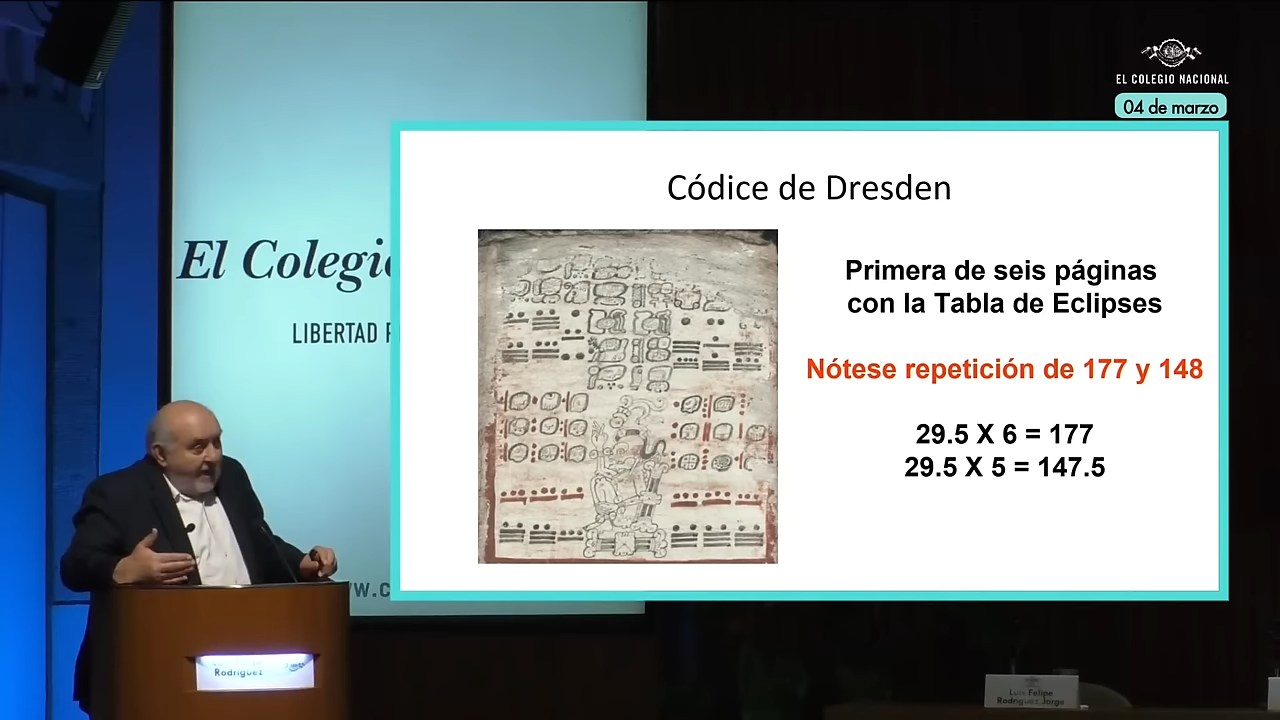 EL COLEGIO NACIONAL
04 de marzo
Códice de Dresden
El Colegi
Primera de seis páginas
con la Tabla de Eclipses
LIBERTAD
Nótese repetición de 177 y 148
29.5 X 6 = 177
29.5 X 5 = 147.5
Rodríguez
Luis Felipe
Rodríguez Jorge